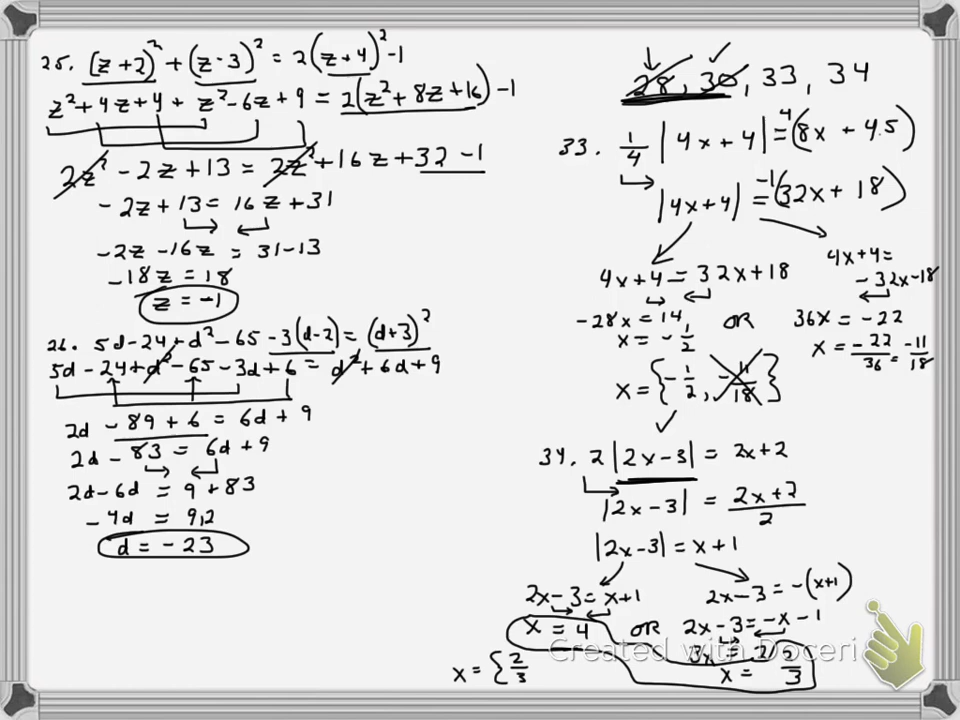 25. (z+2)² + (z-3)² = 2(z+4)² - 1
z² + 4z + 4 + z² - 6z + 9 = 2(z² + 8z + 16) - 1
2z² - 2z + 13 = 2z² + 16z + 32 - 1
- 2z + 13 = 16z + 31
- 2z - 16z = 31 - 13
- 18z = 18
z = -1
26. 5d - 24 + d² - 65 - 3(d-2) = (d+3)²
5d - 24 + d² - 65 - 3d + 6 = d² + 6d + 9
2d - 89 + 6 = 6d + 9
2d - 83 = 6d + 9
2d - 6d = 9 + 83
- 4d = 92
d = - 23
28, 30, 33, 34
33. 1/4 |4x + 4| = 4(8x + 4.5)
|4x + 4| = -1(32x + 18)
4x + 4 = 32x + 18
4x + 4 =
- 32x - 18
- 28x = 14
OR
36x = - 22
x = - 1/2
x = -22/36 = -11/18
x = {- 1/2, -11/18}
34. 2|2x - 3| = 2x + 2
|2x - 3| = 2x+2/2
|2x - 3| = x + 1
2x - 3 = x + 1
2x - 3 = -(x+1)
x = 4
OR
2x - 3 = -x - 1
3x = 2
x = 2/3
x = {2/3
Created with Doceri